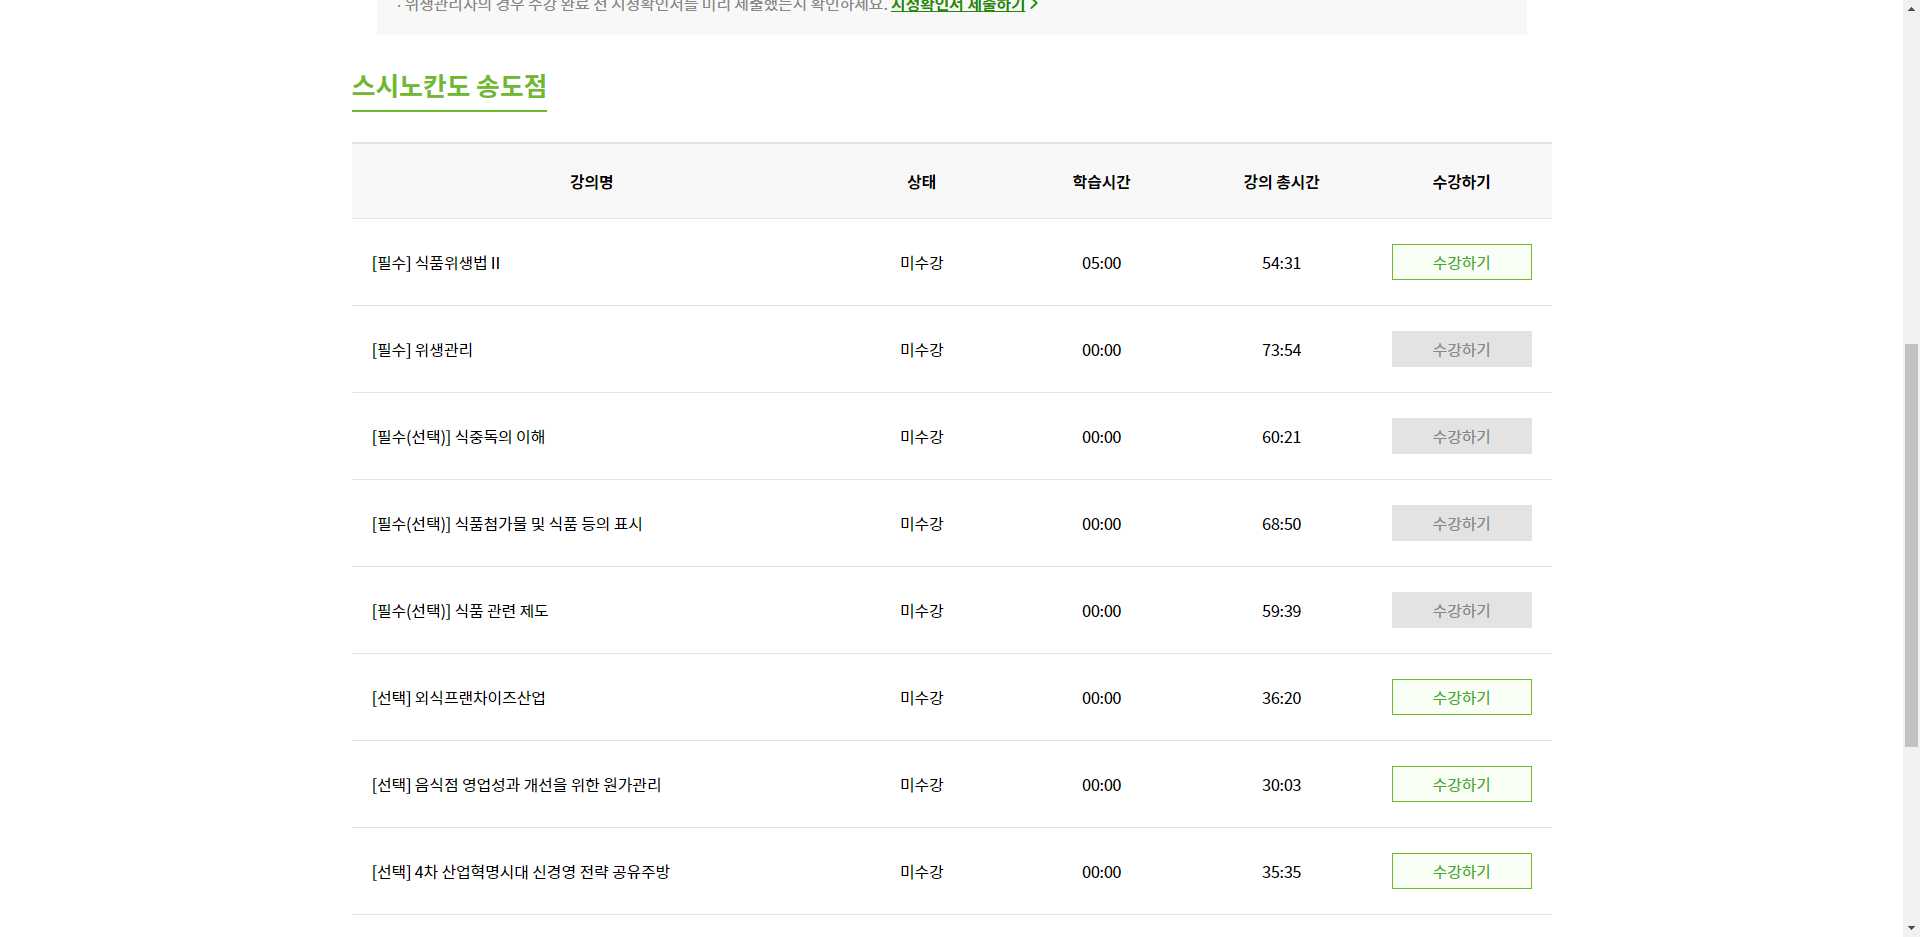 · 위생관리자의 경우 수강 완료 전 지정확인서를 미리 제출했는지 확인하세요. 지정확인서 제출하기 >
스시노칸도 송도점
강의명 상태 학습시간 강의 총시간 수강하기
[필수] 식품위생법 II 미수강 05:00 54:31 수강하기
[필수] 위생관리 미수강 00:00 73:54 수강하기
[필수(선택)] 식중독의 이해 미수강 00:00 60:21 수강하기
[필수(선택)] 식품첨가물 및 식품 등의 표시 미수강 00:00 68:50 수강하기
[필수(선택)] 식품 관련 제도 미수강 00:00 59:39 수강하기
[선택] 외식프랜차이즈산업 미수강 00:00 36:20 수강하기
[선택] 음식점 영업성과 개선을 위한 원가관리 미수강 00:00 30:03 수강하기
[선택] 4차 산업혁명시대 신경영 전략 공유주방 미수강 00:00 35:35 수강하기